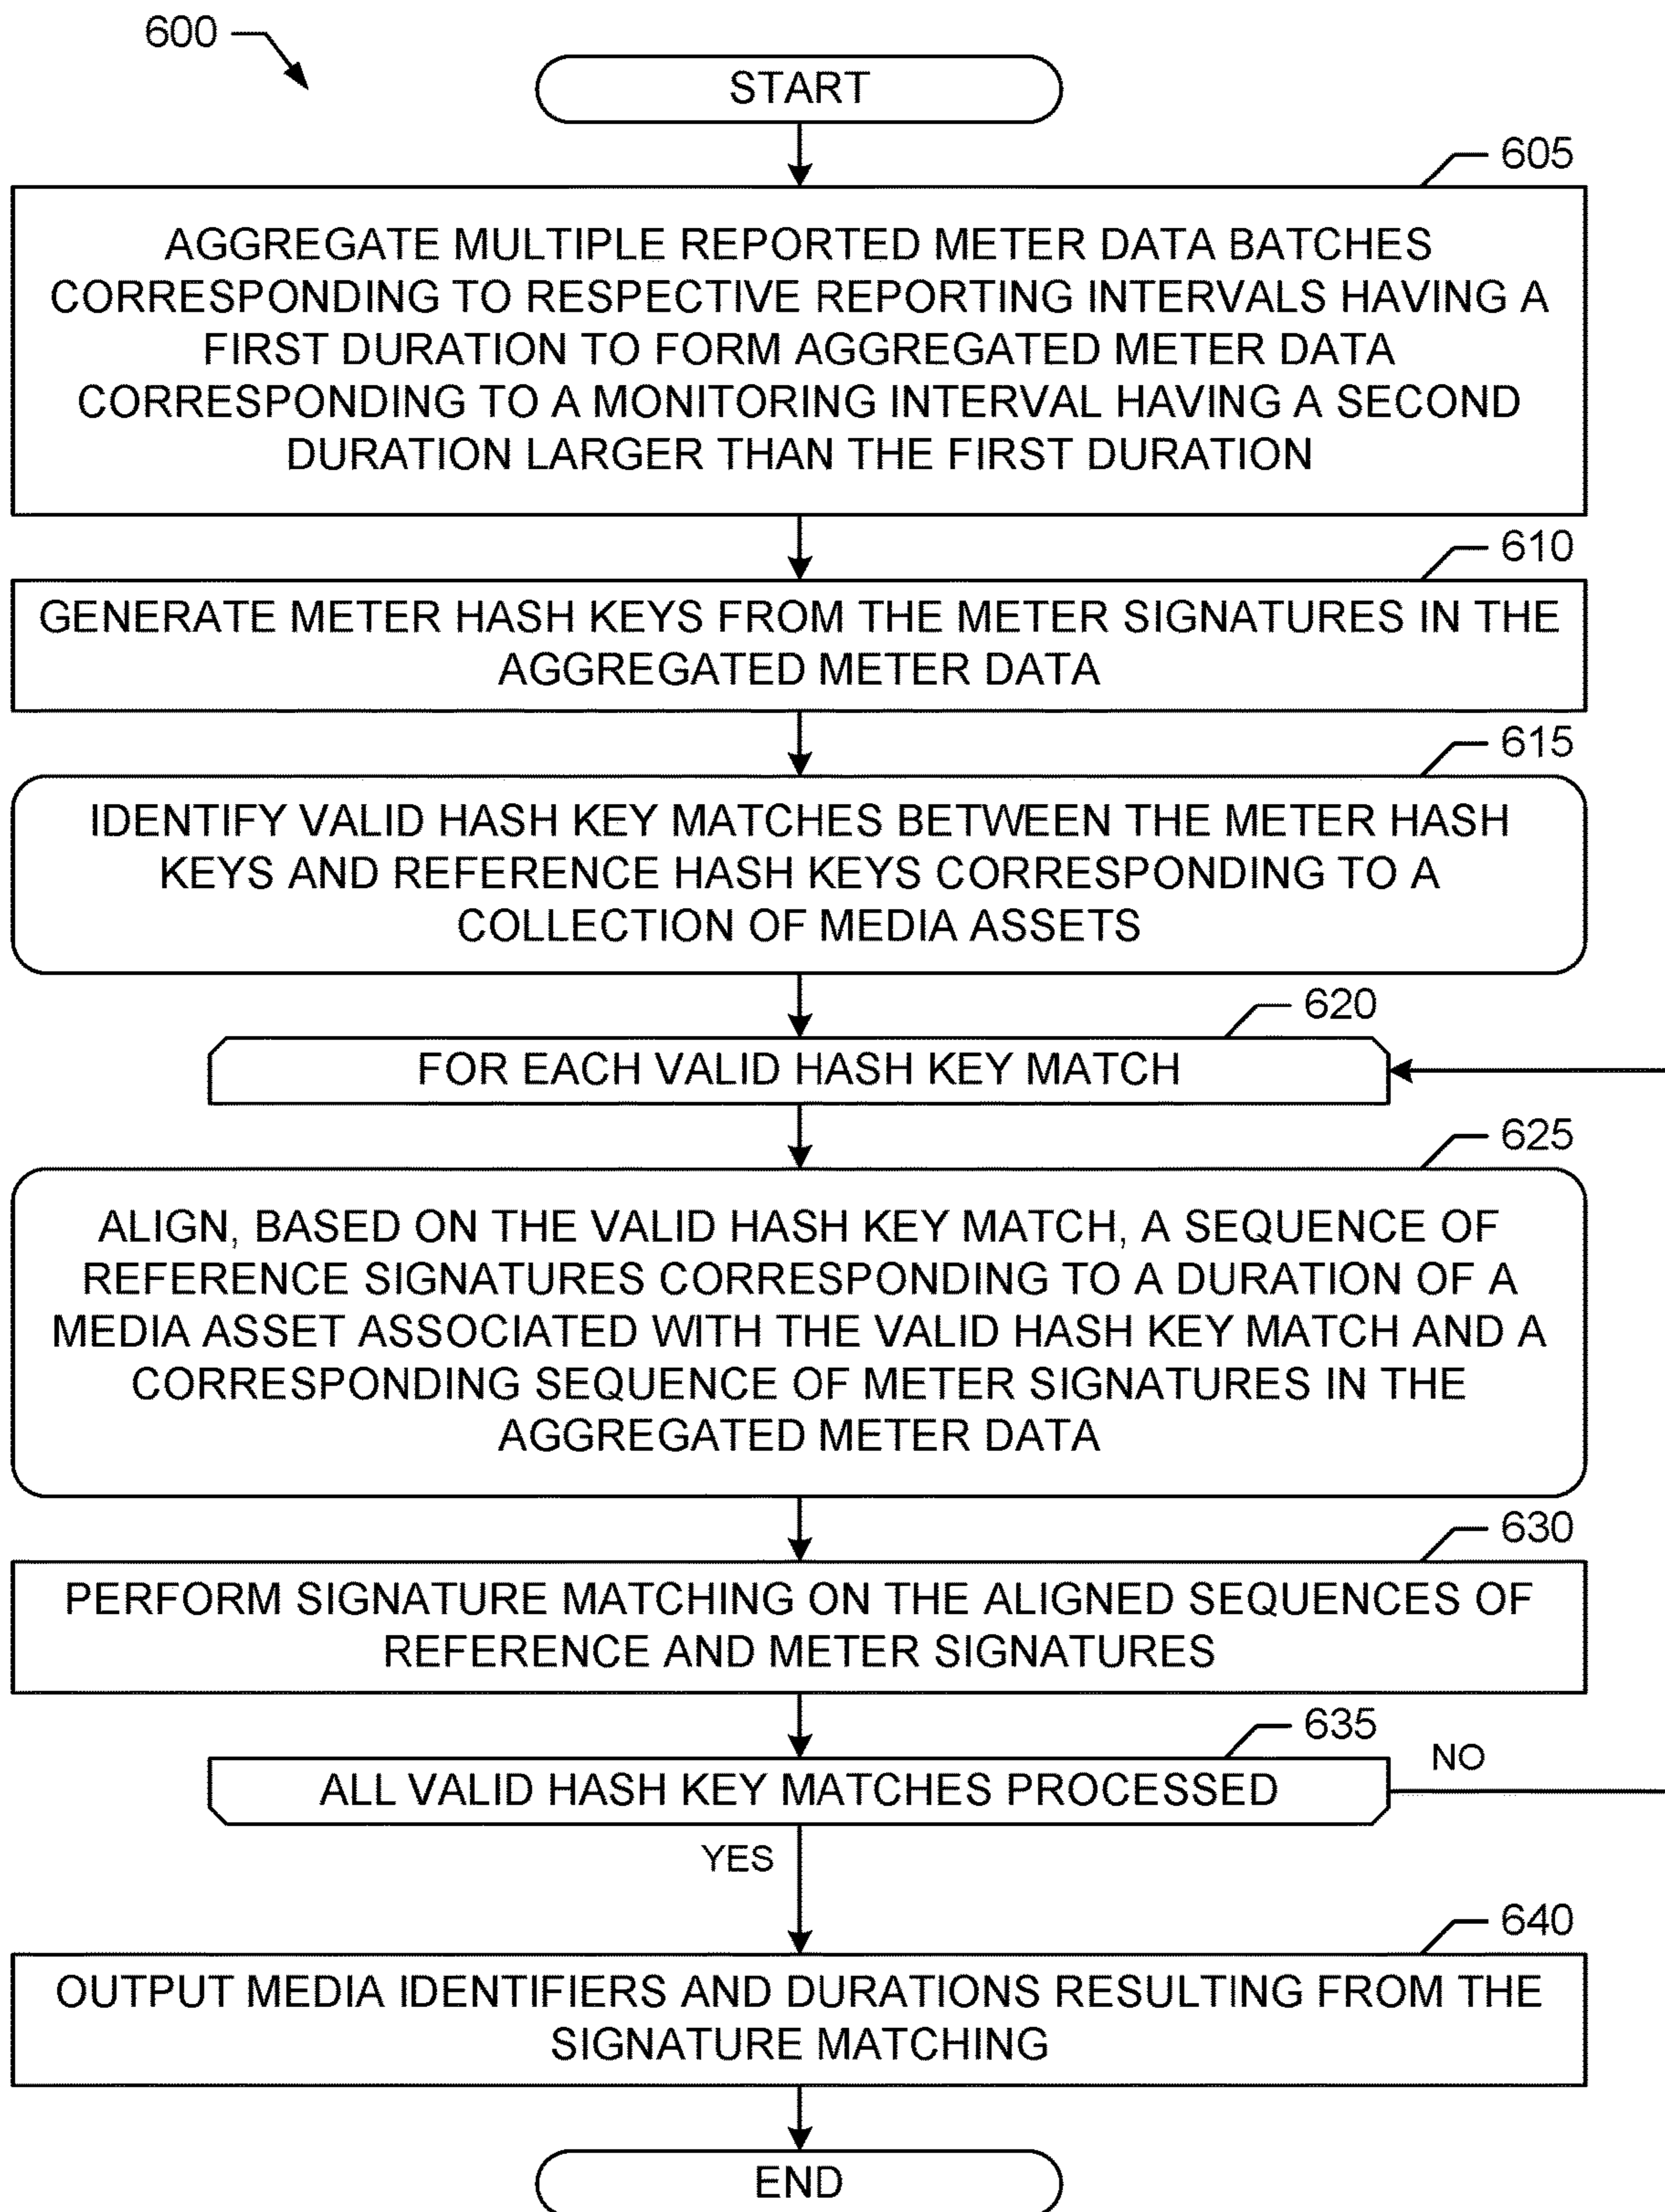 600
START
605
AGGREGATE MULTIPLE REPORTED METER DATA BATCHES
CORRESPONDING TO RESPECTIVE REPORTING INTERVALS HAVING A
FIRST DURATION TO FORM AGGREGATED METER DATA
CORRESPONDING TO A MONITORING INTERVAL HAVING A SECOND
DURATION LARGER THAN THE FIRST DURATION
610
GENERATE METER HASH KEYS FROM THE METER SIGNATURES IN THE
AGGREGATED METER DATA
615
IDENTIFY VALID HASH KEY MATCHES BETWEEN THE METER HASH
KEYS AND REFERENCE HASH KEYS CORRESPONDING TO A
COLLECTION OF MEDIA ASSETS
620
FOR EACH VALID HASH KEY MATCH
625
ALIGN, BASED ON THE VALID HASH KEY MATCH, A SEQUENCE OF
REFERENCE SIGNATURES CORRESPONDING TO A DURATION OF A
MEDIA ASSET ASSOCIATED WITH THE VALID HASH KEY MATCH AND A
CORRESPONDING SEQUENCE OF METER SIGNATURES IN THE
AGGREGATED METER DATA
630
PERFORM SIGNATURE MATCHING ON THE ALIGNED SEQUENCES OF
REFERENCE AND METER SIGNATURES
635
ALL VALID HASH KEY MATCHES PROCESSED
NO
YES
640
OUTPUT MEDIA IDENTIFIERS AND DURATIONS RESULTING FROM THE
SIGNATURE MATCHING
END